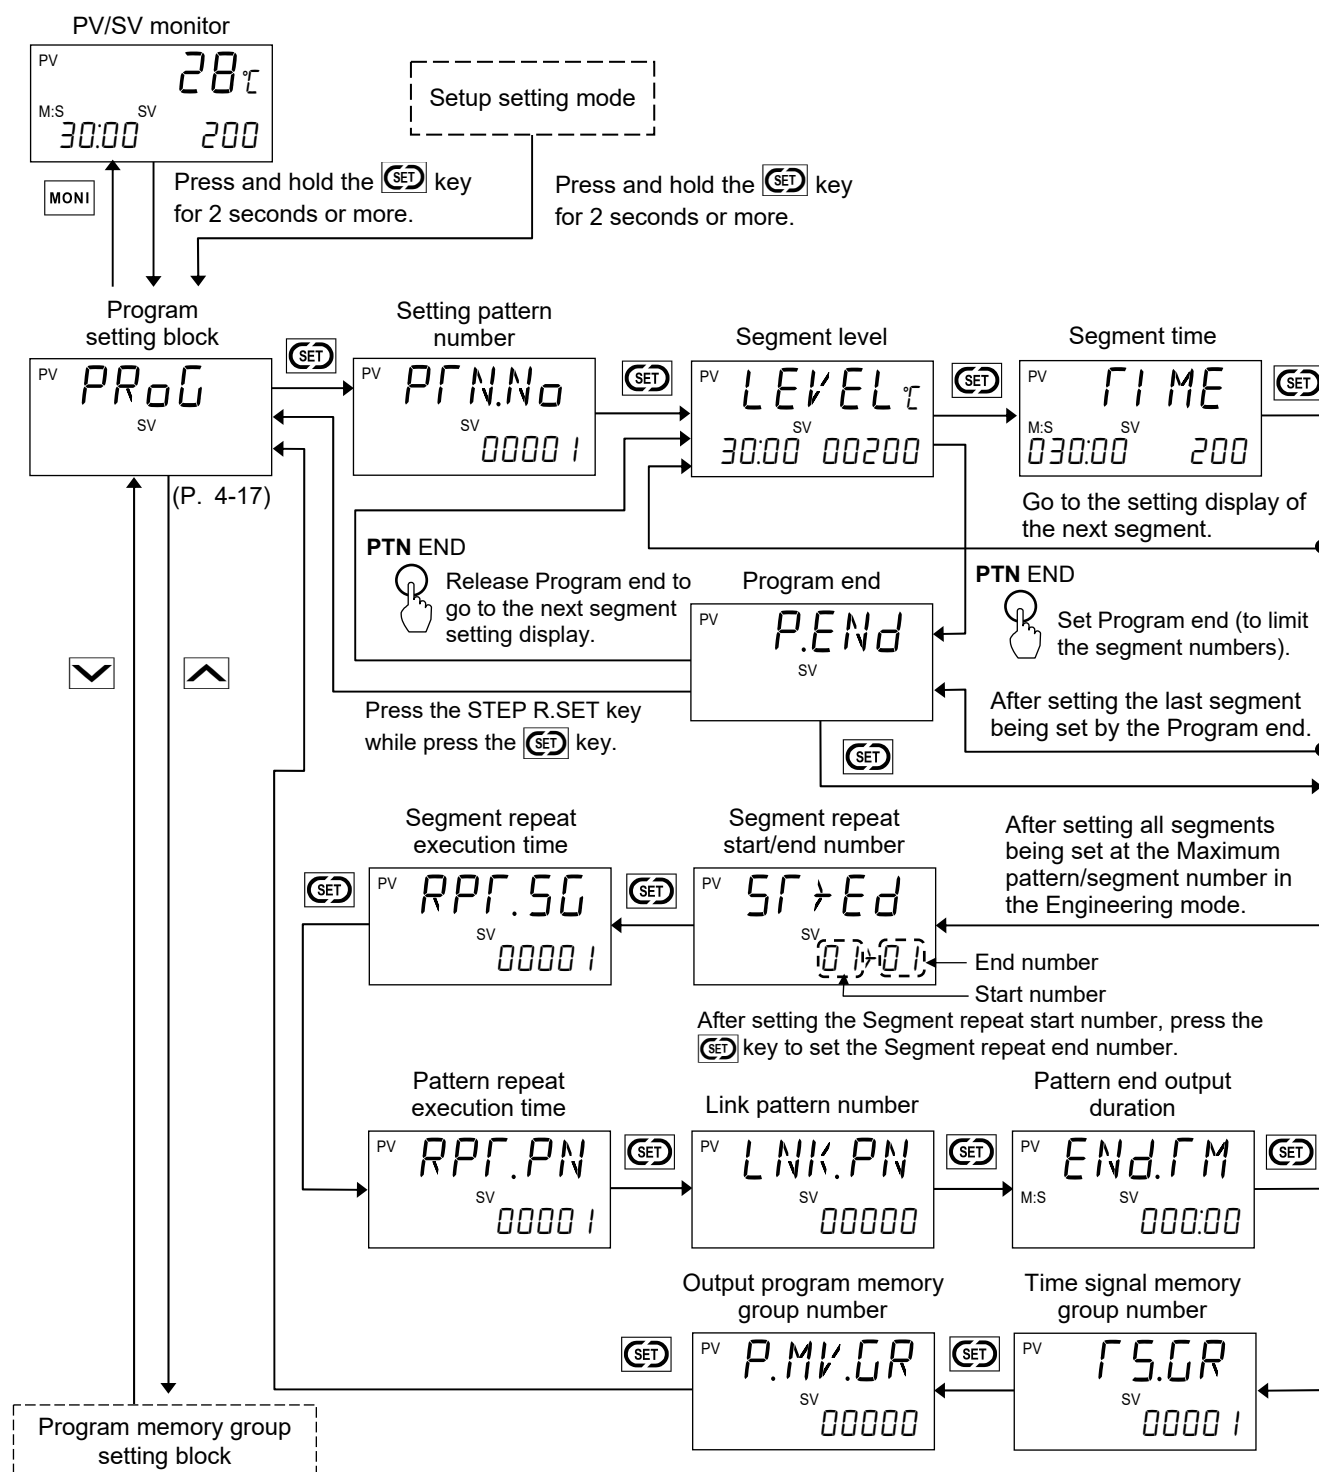 PV/SV monitor
PV
28℃
M:S
SV
30:00
200
Setup setting mode
MONI
Press and hold the SET key
for 2 seconds or more.
Press and hold the SET key
for 2 seconds or more.
Program
setting block
PV
PRoG
SV
(P. 4-17)
SET
Setting pattern
number
PV
PTN.No
SV
00001
SET
Segment level
PV
LEVEL ℃
SV
30:00 00200
SET
Segment time
PV
TIME
M:S
SV
030:00
200
SET
Go to the setting display of
the next segment.
PTN END
Release Program end to
go to the next segment
setting display.
Program end
PV
P.ENd
SV
PTN END
Set Program end (to limit
the segment numbers).
After setting the last segment
being set by the Program end.
Press the STEP R.SET key
while press the SET key.
SET
Segment repeat
execution time
SET
PV
RPT.SG
SV
00001
SET
Segment repeat
start/end number
PV
ST>Ed
SV
01>01
End number
Start number
After setting all segments
being set at the Maximum
pattern/segment number in
the Engineering mode.
After setting the Segment repeat start number, press the
SET key to set the Segment repeat end number.
Pattern repeat
execution time
PV
RPT.PN
SV
00001
SET
Link pattern number
PV
LNK.PN
SV
00000
SET
Pattern end output
duration
PV
ENd.TM
M:S
SV
000:00
SET
Output program memory
group number
SET
PV
P.MV.GR
SV
00000
SET
Time signal memory
group number
PV
TS.GR
SV
00001
Program memory group
setting block